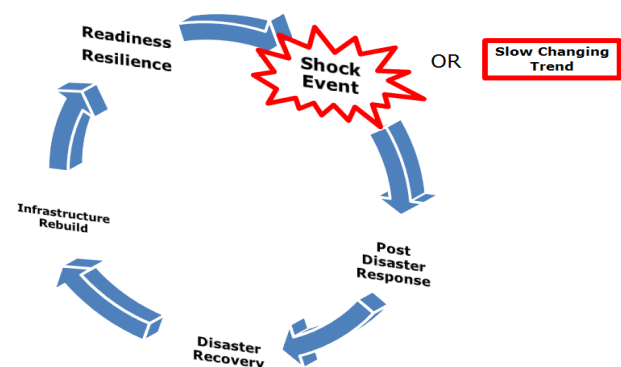 Readiness
Resilience
Shock
Event
OR
Slow Changing
Trend
Post
Disaster
Response
Disaster
Recovery
Infrastructure
Rebuild